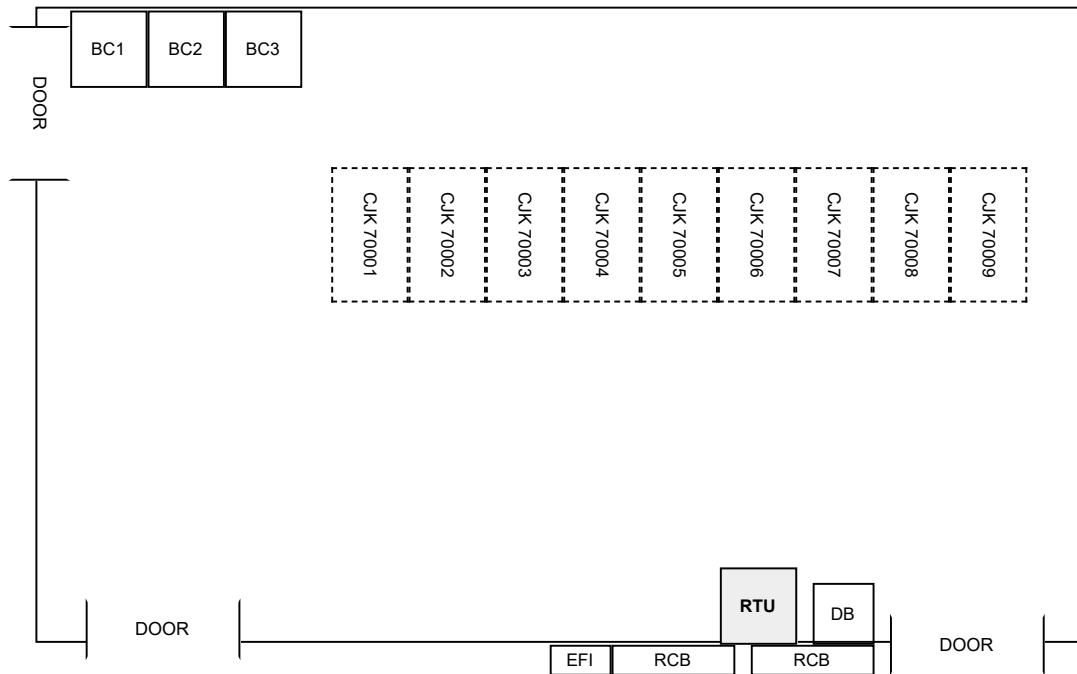 BC1
BC2
BC3
DOOR
CJK 70001
CJK 70002
CJK 70003
CJK 70004
CJK 70005
CJK 70006
CJK 70007
CJK 70008
CJK 70009
RTU
DB
DOOR
DOOR
EFI
RCB
RCB